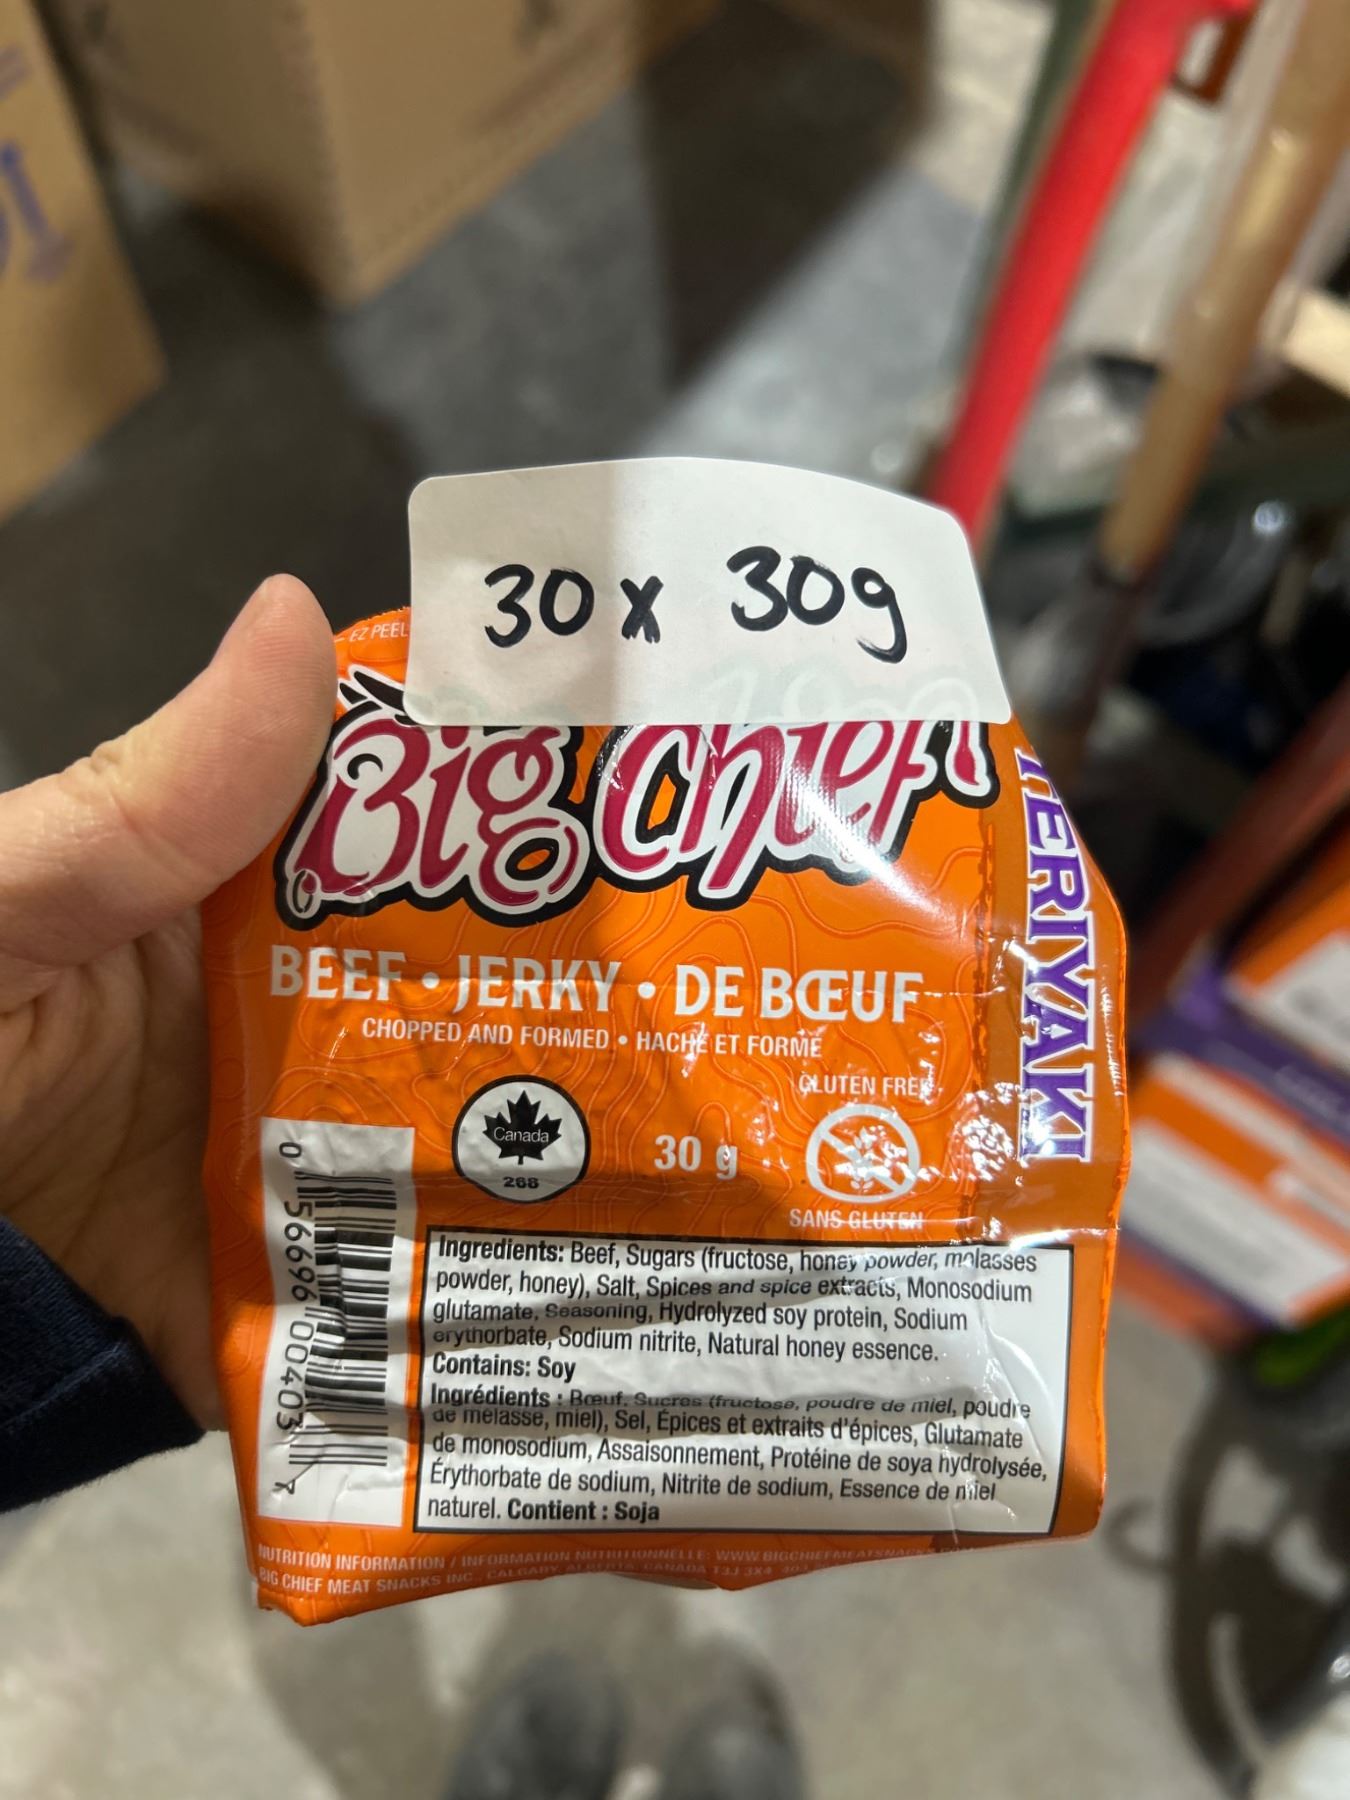 30 x 30g
EZ PEEL
Big Chief
TERIYAKI
BEEF • JERKY • DE BŒUF
CHOPPED AND FORMED • HACHÉ ET FORMÉ
GLUTEN FREE
Canada
268
30 g
SANS GLUTEN
0 56696 00403 7
Ingredients: Beef, Sugars (fructose, honey powder, molasses
powder, honey), Salt, Spices and spice extracts, Monosodium
glutamate, Seasoning, Hydrolyzed soy protein, Sodium
erythorbate, Sodium nitrite, Natural honey essence.
Contains: Soy
Ingrédients : Bœuf, Sucres (fructose, poudre de miel, poudre
de mélasse, miel), Sel, Épices et extraits d'épices, Glutamate
de monosodium, Assaisonnement, Protéine de soya hydrolysée,
Érythorbate de sodium, Nitrite de sodium, Essence de miel
naturel. Contient : Soja
NUTRITION INFORMATION / INFORMATION NUTRITIONNELLE: WWW.BIGCHIEFMEATSNACKS
BIG CHIEF MEAT SNACKS INC., CALGARY, ALBERTA, CANADA T3J 3X4 403